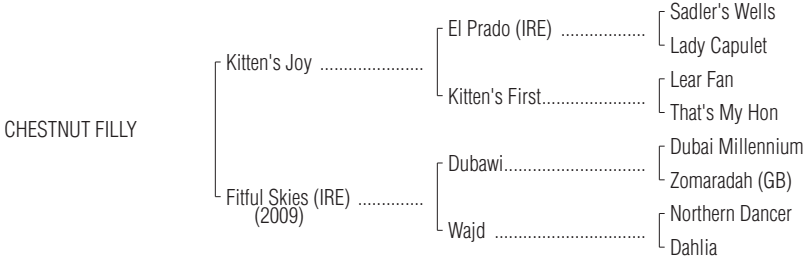 Sadler's Wells
El Prado (IRE) ...................
Lady Capulet
Kitten's Joy ......................
Lear Fan
Kitten's First.......................
That's My Hon
CHESTNUT FILLY
Dubai Millennium
Dubawi..............................
Zomaradah (GB)
Fitful Skies (IRE) ..............
(2009)
Northern Dancer
Wajd ................................
Dahlia